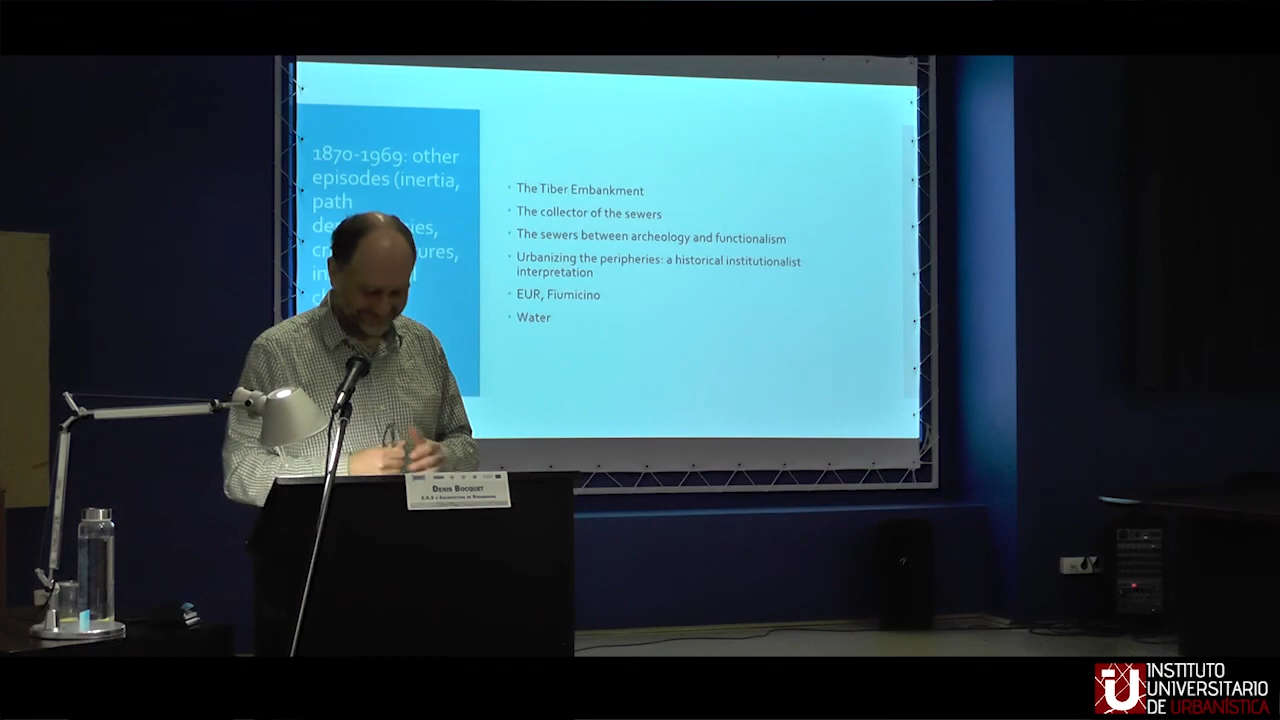 1870-1969: other
episodes (inertia,
path
The Tiber Embankment
The collector of the sewers
The sewers between archeology and functionalism
Urbanizing the peripheries: a historical institutionalist
interpretation
EUR, Fiumicino
Water
DENIS BOCQUET
INSTITUTO
UNIVERSITARIO
DE URBANÍSTICA